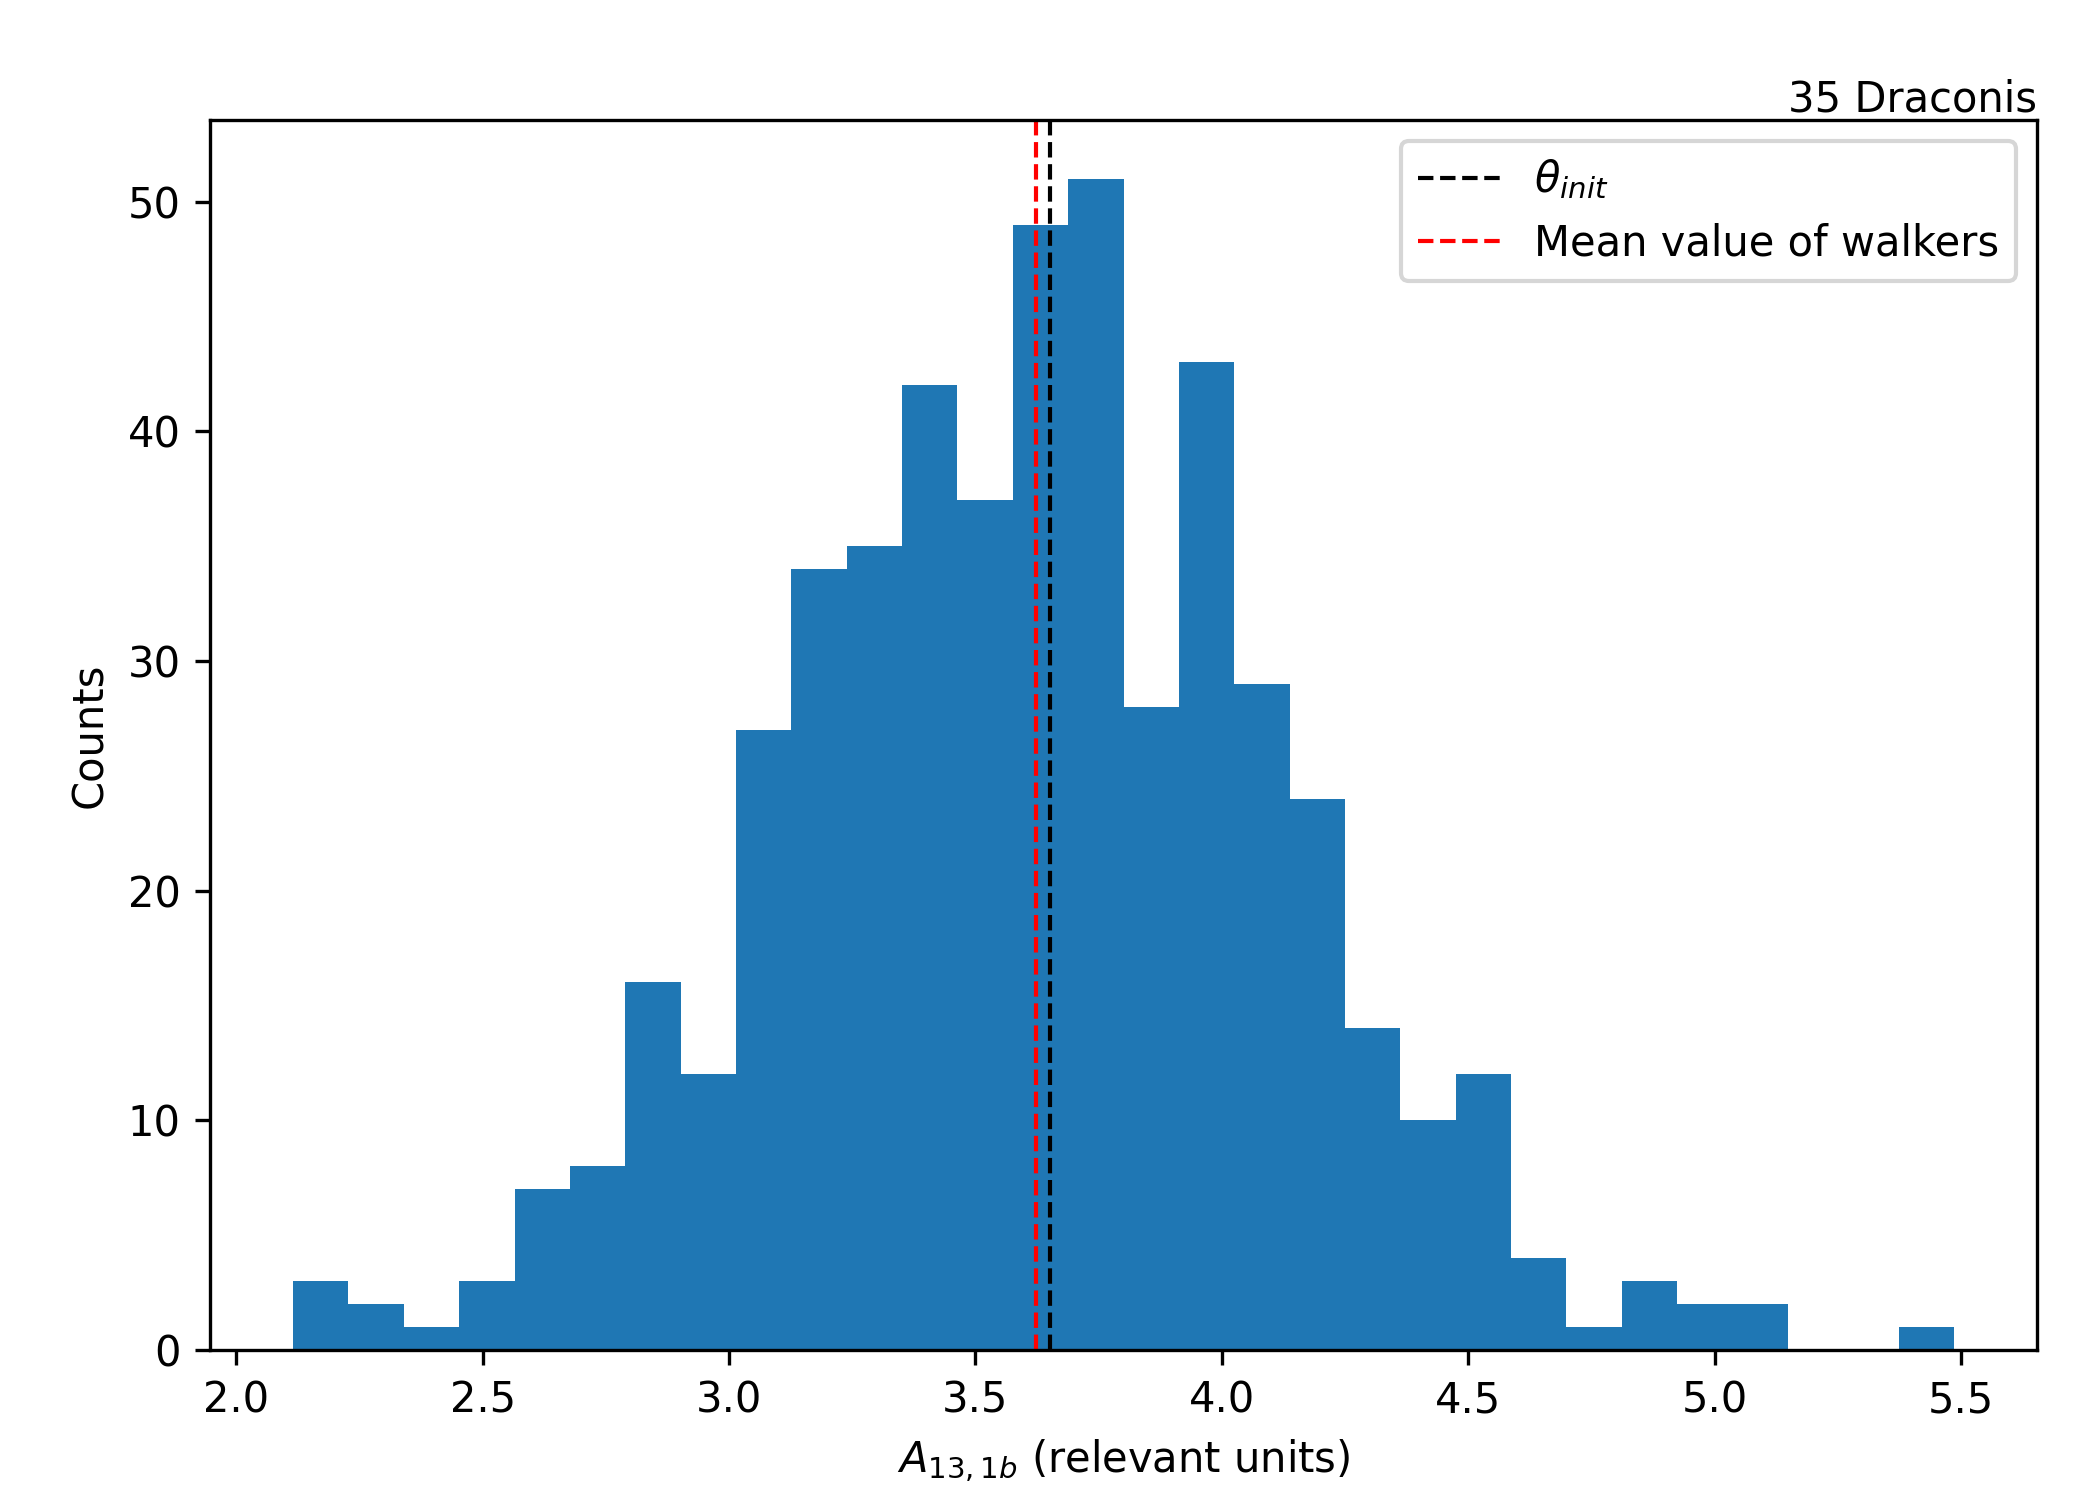 35 Draconis
θinit
Mean value of walkers
50
40
30
20
10
0
Counts
2.0 2.5 3.0 3.5 4.0 4.5 5.0 5.5
A13,1b (relevant units)